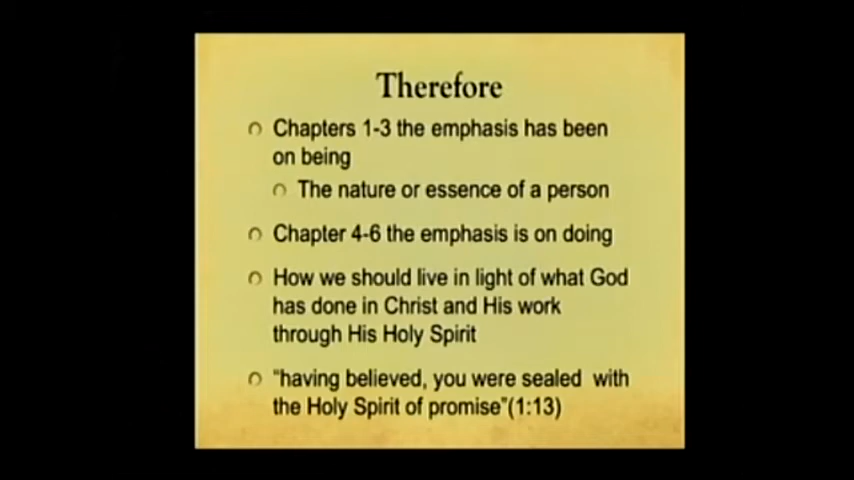 Therefore
Chapters 1-3 the emphasis has been
on being
The nature or essence of a person
Chapter 4-6 the emphasis is on doing
How we should live in light of what God
has done in Christ and His work
through His Holy Spirit
“having believed, you were sealed with
the Holy Spirit of promise”(1:13)